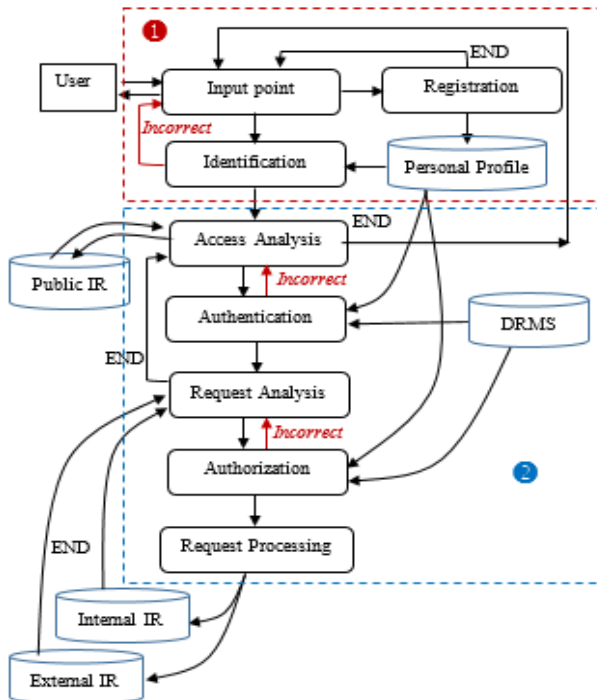 1
END
User
Input point
Registration
Incorrect
Identification
Personal Profile
END
Access Analysis
Public IR
Incorrect
Authentication
DRMS
END
Request Analysis
Incorrect
Authorization
2
END
Request Processing
Internal IR
External IR